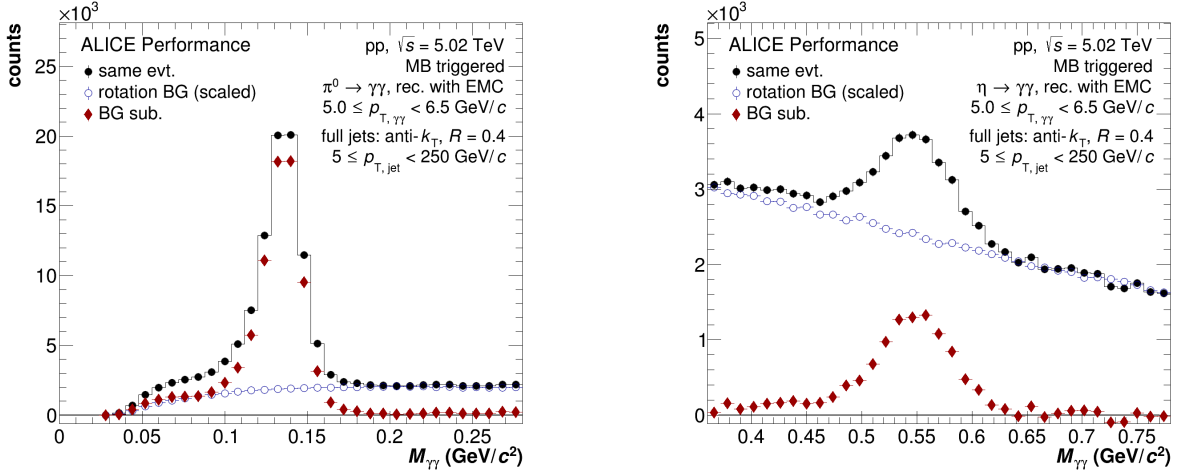 ×10³
counts
25
20
15
10
5
0
ALICE Performance
same evt.
rotation BG (scaled)
BG sub.
pp, √s = 5.02 TeV
MB triggered
π⁰ → γγ, rec. with EMC
5.0 ≤ p_T, γγ < 6.5 GeV/c
full jets: anti-k_T, R = 0.4
5 ≤ p_T, jet < 250 GeV/c
0 0.05 0.1 0.15 0.2 0.25
M_γγ (GeV/c²)
×10³
counts
5
4
3
2
1
0
ALICE Performance
same evt.
rotation BG (scaled)
BG sub.
pp, √s = 5.02 TeV
MB triggered
η → γγ, rec. with EMC
5.0 ≤ p_T, γγ < 6.5 GeV/c
full jets: anti-k_T, R = 0.4
5 ≤ p_T, jet < 250 GeV/c
0.4 0.45 0.5 0.55 0.6 0.65 0.7 0.75
M_γγ (GeV/c²)